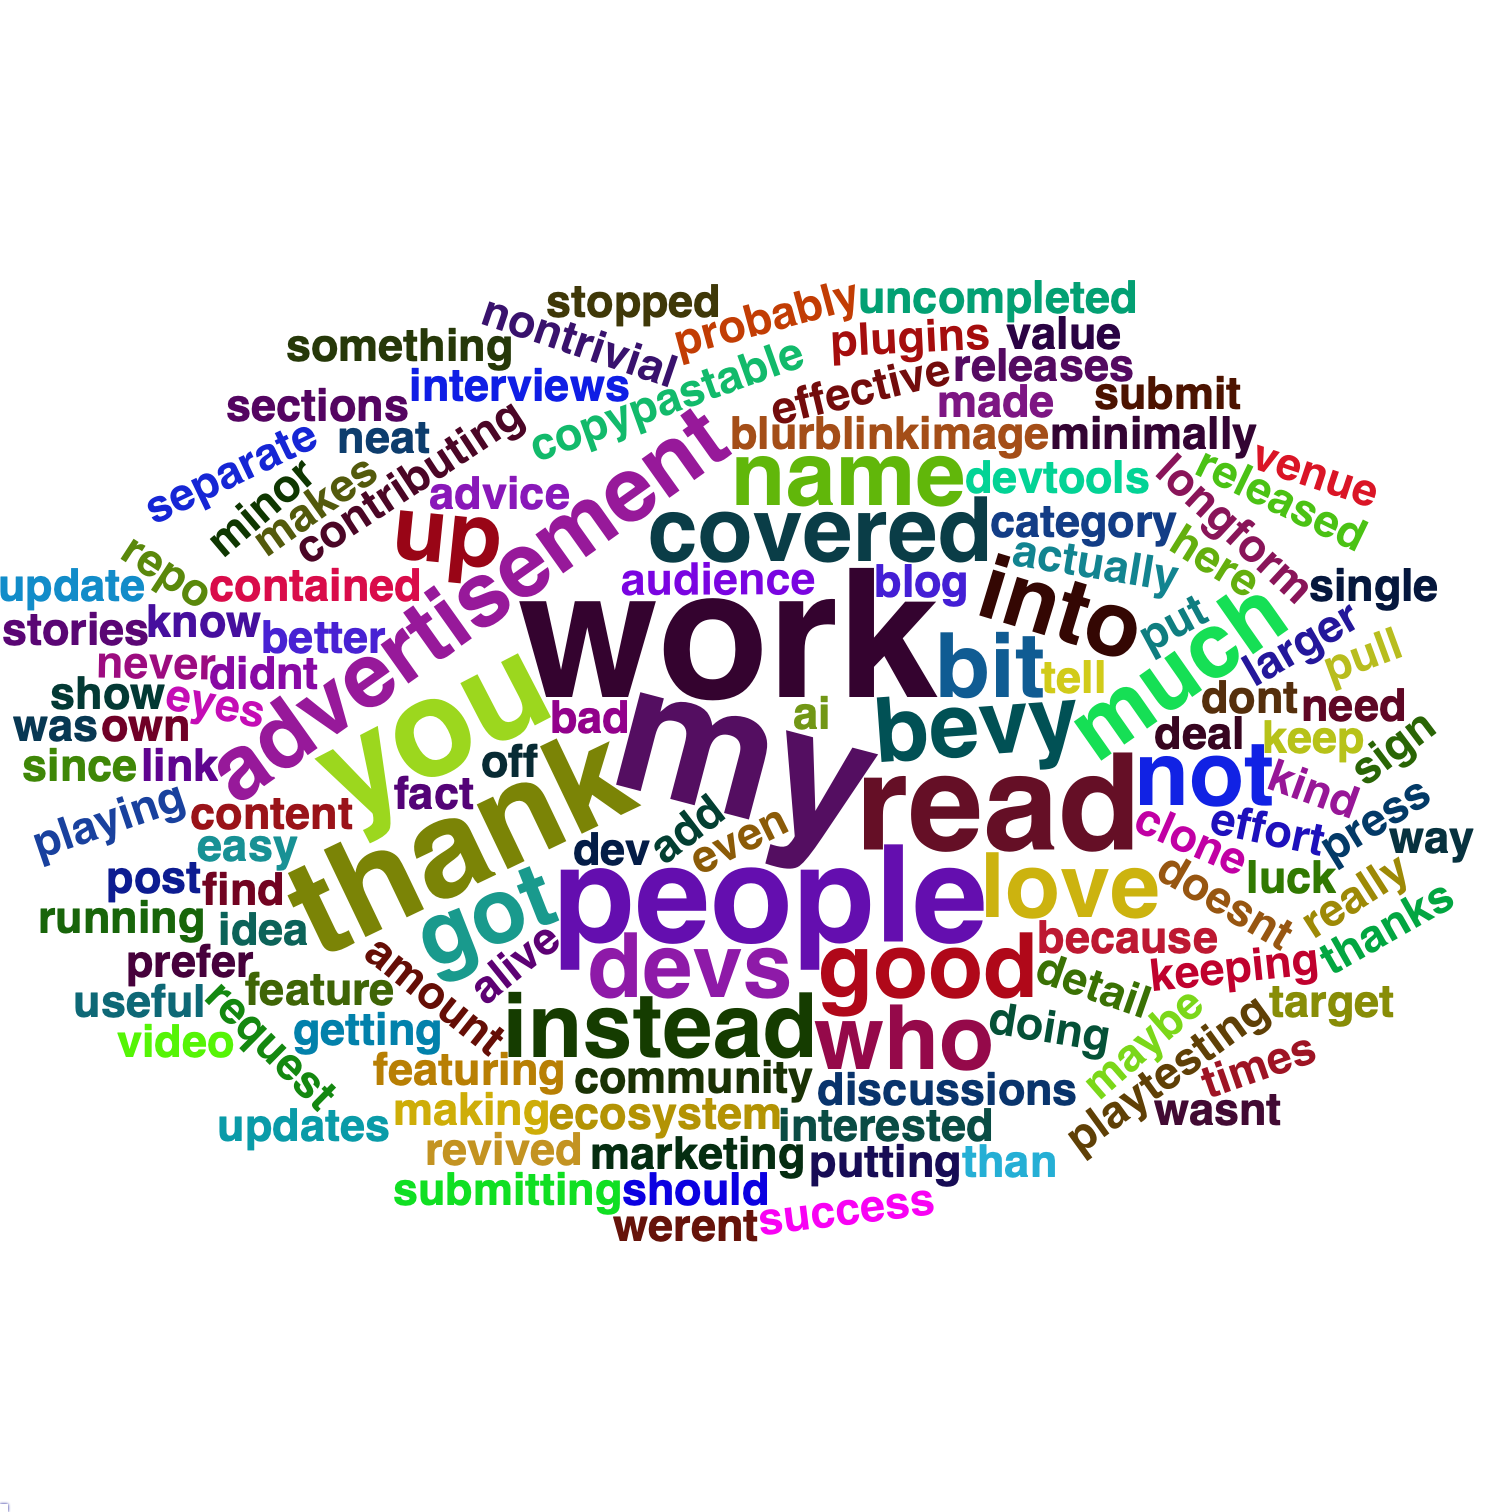 stopped
probably
uncompleted
nontrivial
something
plugins
value
copypastable
effective
releases
interviews
sections
made
submit
separate
neat
contributing
blurblinkimage
minimally
venue
released
longform
minor
makes
advice
advertisement
name
devtools
up
covered
category
here
actually
repo
update
contained
audience
blog
into
single
work
stories
know
better
put
much
larger
pull
never
didnt
you
bit
tell
show
eyes
my
ai
bevy
dont
need
was
own
bad
deal
keep
sign
since
link
off
thank
read
not
kind
playing
content
fact
clone
effort
press
way
easy
dev
add
even
post
find
got
people
love
doesnt
luck
really
thanks
running
idea
alive
devs
good
because
keeping
prefer
amount
detail
useful
request
feature
instead
who
doing
maybe
playtesting
target
video
getting
times
featuring
community
discussions
wasnt
updates
making
ecosystem
interested
revived
marketing
putting
than
submitting
should
success
werent